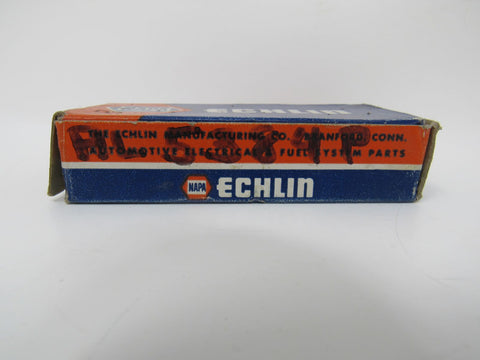 ECHLIN
THE ECHLIN MANUFACTURING CO. BRANFORD, CONN.
AUTOMOTIVE ELECTRICAL & FUEL SYSTEM PARTS
NAPA ECHLIN